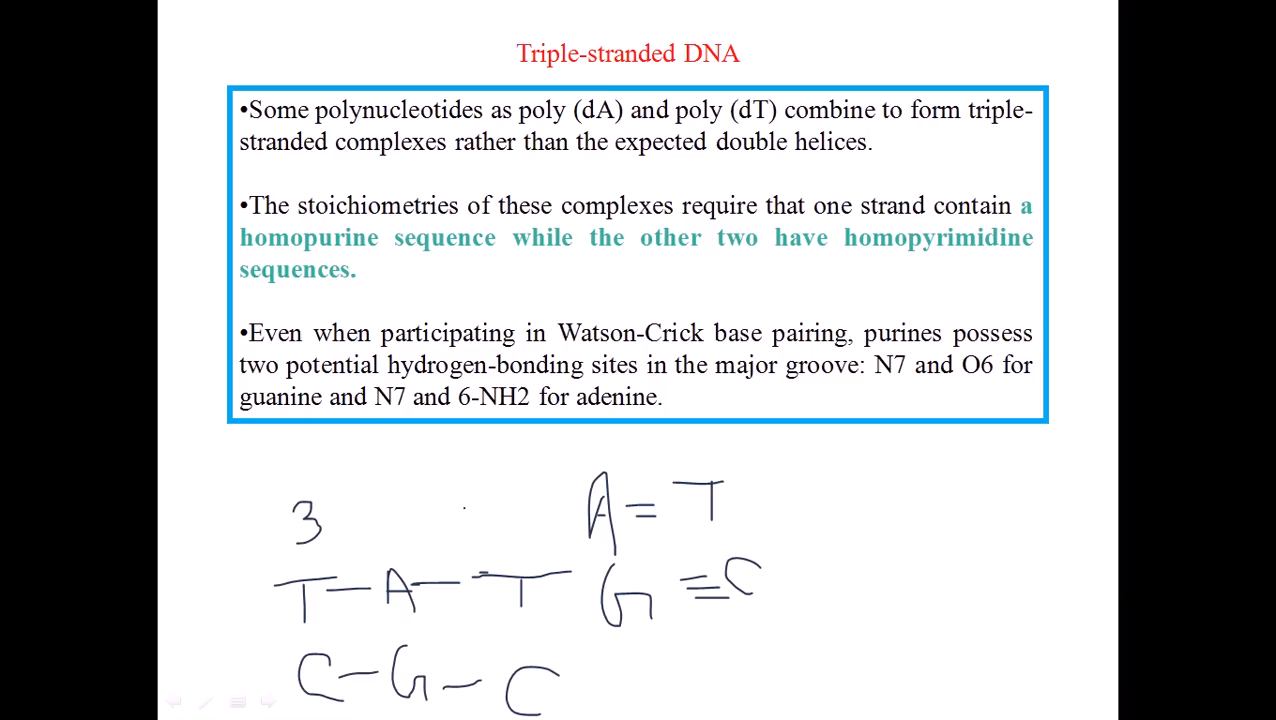 Triple-stranded DNA
•Some polynucleotides as poly (dA) and poly (dT) combine to form triple-
stranded complexes rather than the expected double helices.
•The stoichiometries of these complexes require that one strand contain a
homopurine sequence while the other two have homopyrimidine
sequences.
•Even when participating in Watson-Crick base pairing, purines possess
two potential hydrogen-bonding sites in the major groove: N7 and O6 for
guanine and N7 and 6-NH2 for adenine.
A = T
3
T - A - T
G ≡ C
C - G - C